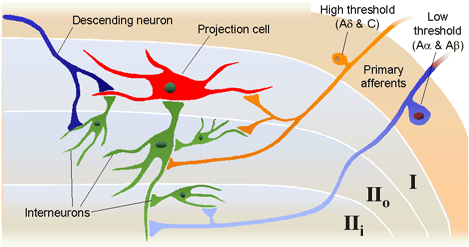 Descending neuron
Projection cell
High threshold
(Aδ & C)
Low
threshold
(Aα & Aβ)
Primary
afferents
Interneurons
I
IIo
IIi